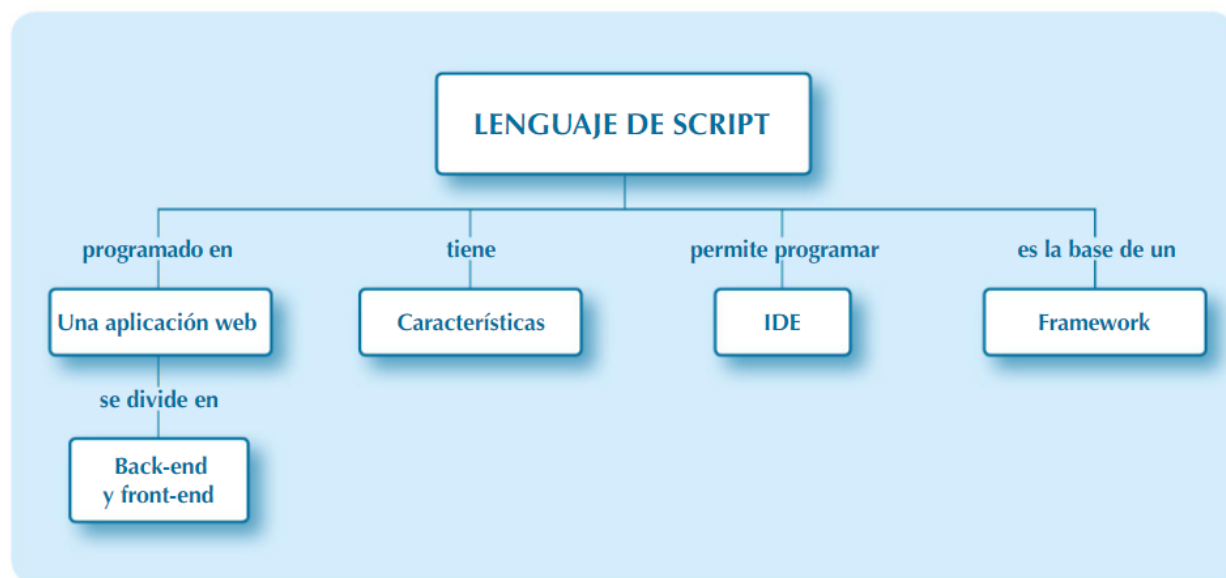 LENGUAJE DE SCRIPT
programado en
tiene
permite programar
es la base de un
Una aplicación web
Características
IDE
Framework
se divide en
Back-end
y front-end